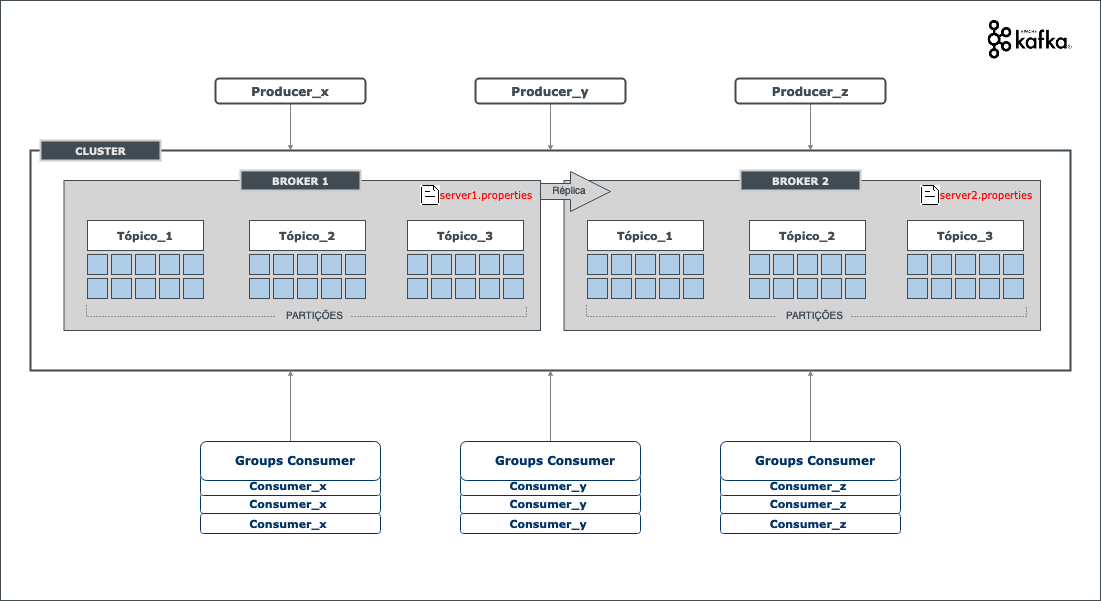 APACHE
kafka
Producer_x
Producer_y
Producer_z
CLUSTER
BROKER 1
BROKER 2
server1.properties
Réplica
server2.properties
Tópico_1
Tópico_2
Tópico_3
Tópico_1
Tópico_2
Tópico_3
PARTIÇÕES
PARTIÇÕES
Groups Consumer
Groups Consumer
Groups Consumer
Consumer_x
Consumer_y
Consumer_z
Consumer_x
Consumer_y
Consumer_z
Consumer_x
Consumer_y
Consumer_z